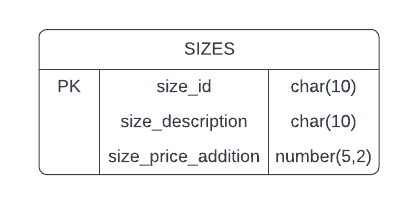 SIZES
PK size_id char(10)
size_description char(10)
size_price_addition number(5,2)